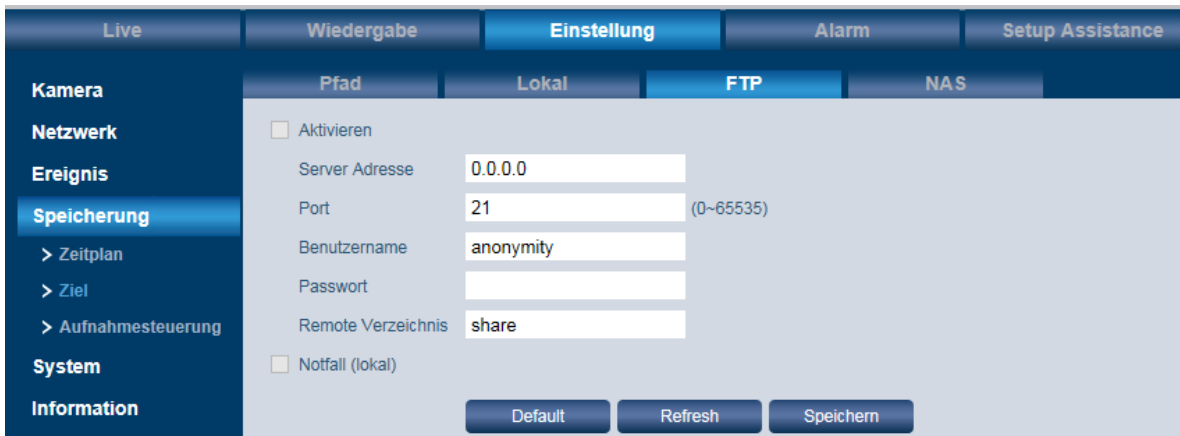 Live Wiedergabe Einstellung Alarm Setup Assistance
Kamera
Netzwerk
Ereignis
Speicherung
> Zeitplan
> Ziel
> Aufnahmesteuerung
System
Information
Pfad Lokal FTP NAS
Aktivieren
Server Adresse 0.0.0.0
Port 21 (0~65535)
Benutzername anonymity
Passwort
Remote Verzeichnis share
Notfall (lokal)
Default Refresh Speichern